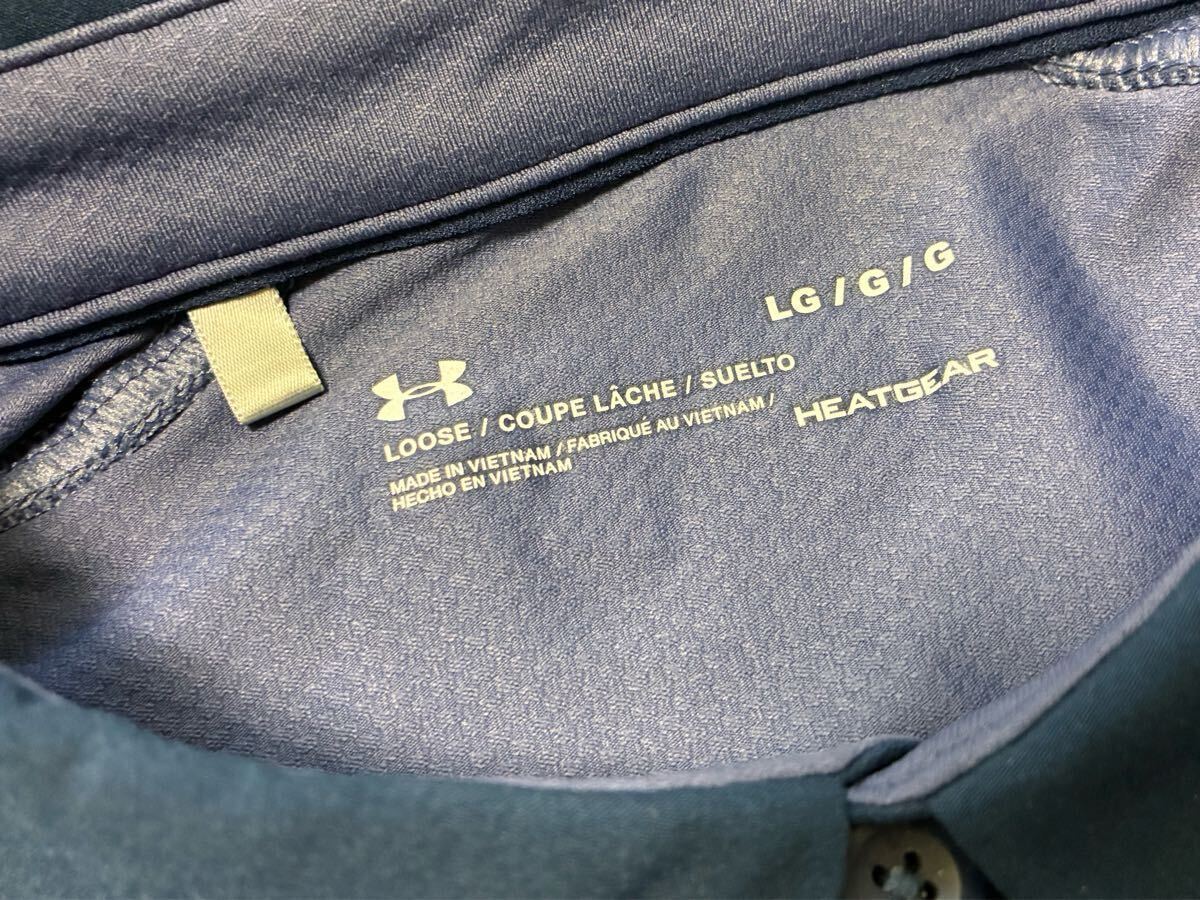 LG / G / G
LOOSE / COUPE LÂCHE / SUELTO
HEATGEAR
MADE IN VIETNAM / FABRIQUÉ AU VIETNAM /
HECHO EN VIETNAM